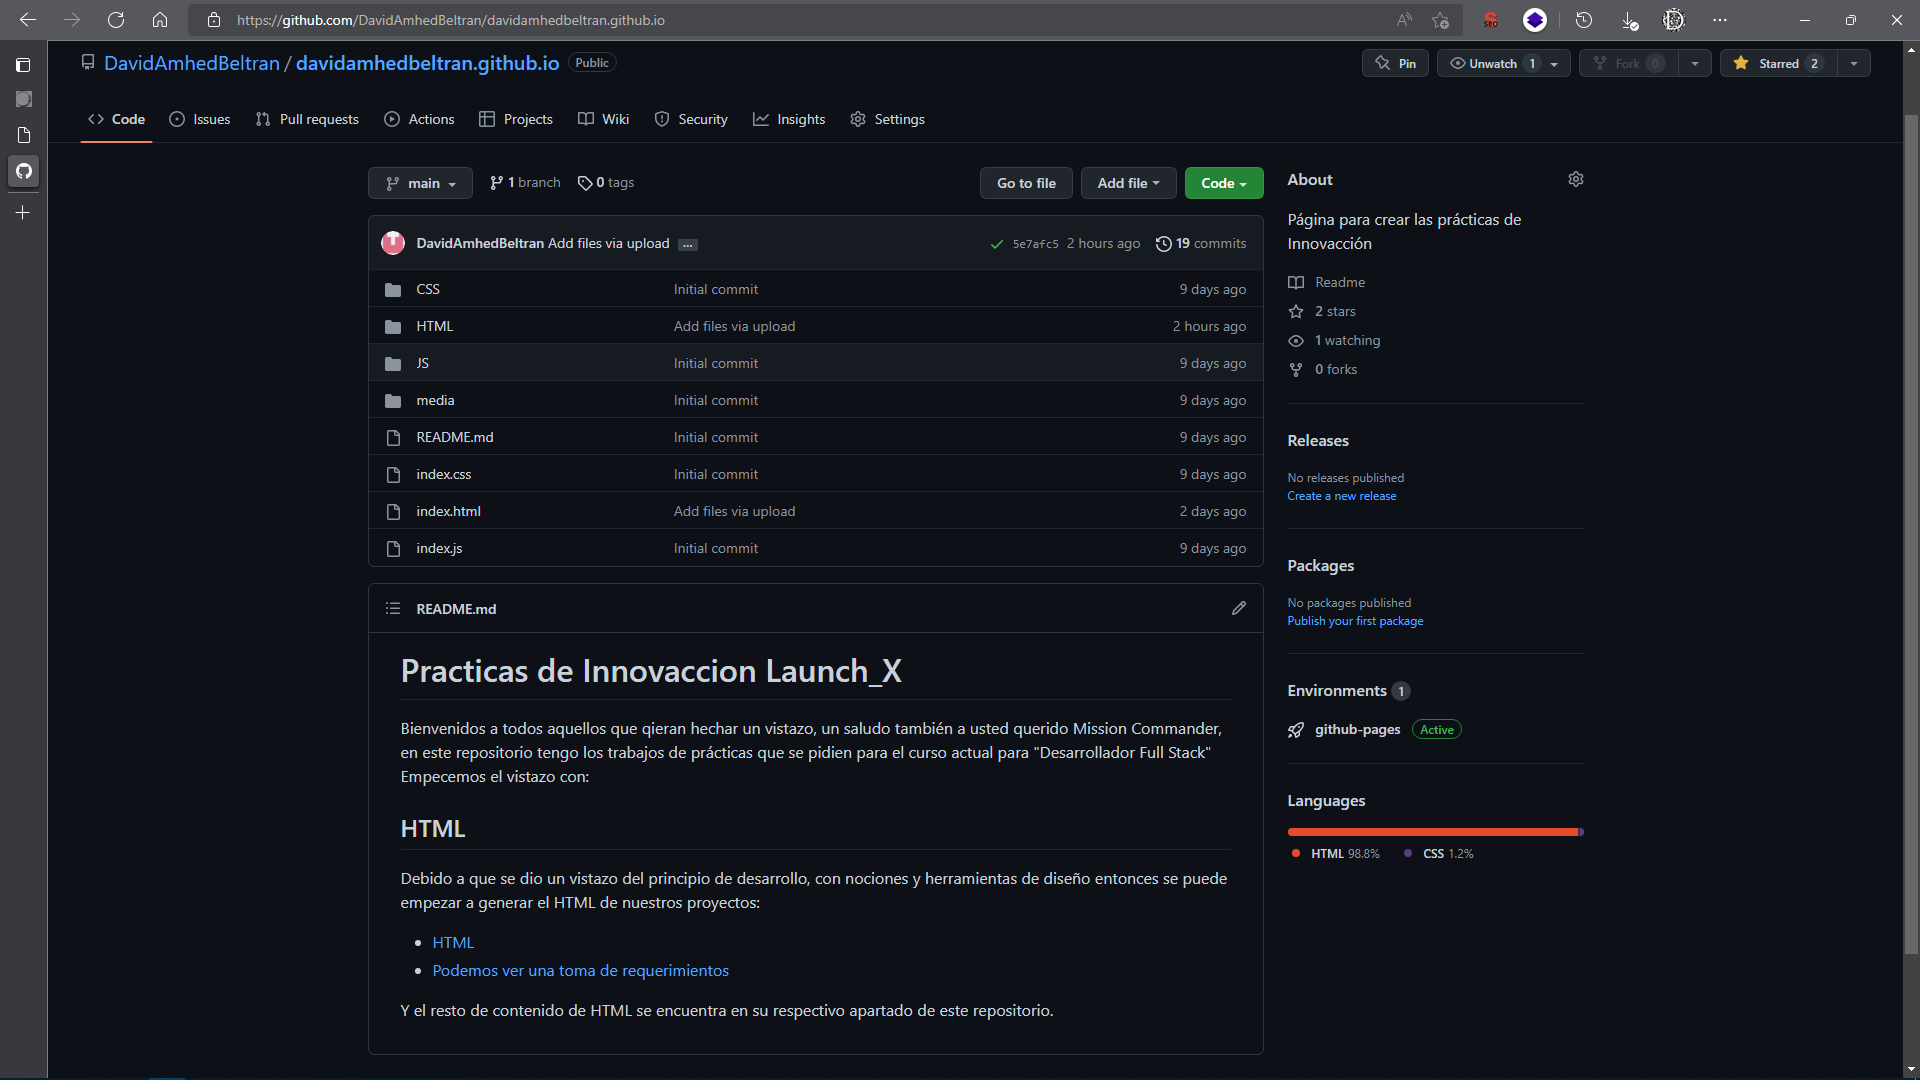 https://github.com/DavidAmhedBeltran/davidamhedbeltran.github.io
DavidAmhedBeltran / davidamhedbeltran.github.io Public
Pin Unwatch 1 Fork 0 Starred 2
Code Issues Pull requests Actions Projects Wiki Security Insights Settings
main 1 branch 0 tags Go to file Add file Code
DavidAmhedBeltran Add files via upload ... 5e7afc5 2 hours ago 19 commits
CSS Initial commit 9 days ago
HTML Add files via upload 2 hours ago
JS Initial commit 9 days ago
media Initial commit 9 days ago
README.md Initial commit 9 days ago
index.css Initial commit 9 days ago
index.html Add files via upload 2 days ago
index.js Initial commit 9 days ago
README.md
Practicas de Innovaccion Launch_X
Bienvenidos a todos aquellos que qieran hechar un vistazo, un saludo también a usted querido Mission Commander,
en este repositorio tengo los trabajos de prácticas que se pidien para el curso actual para "Desarrollador Full Stack"
Empecemos el vistazo con:
HTML
Debido a que se dio un vistazo del principio de desarrollo, con nociones y herramientas de diseño entonces se puede
empezar a generar el HTML de nuestros proyectos:
HTML
Podemos ver una toma de requerimientos
Y el resto de contenido de HTML se encuentra en su respectivo apartado de este repositorio.
About
Página para crear las prácticas de
Innovacción
Readme
2 stars
1 watching
0 forks
Releases
No releases published
Create a new release
Packages
No packages published
Publish your first package
Environments 1
github-pages Active
Languages
HTML 98.8% CSS 1.2%